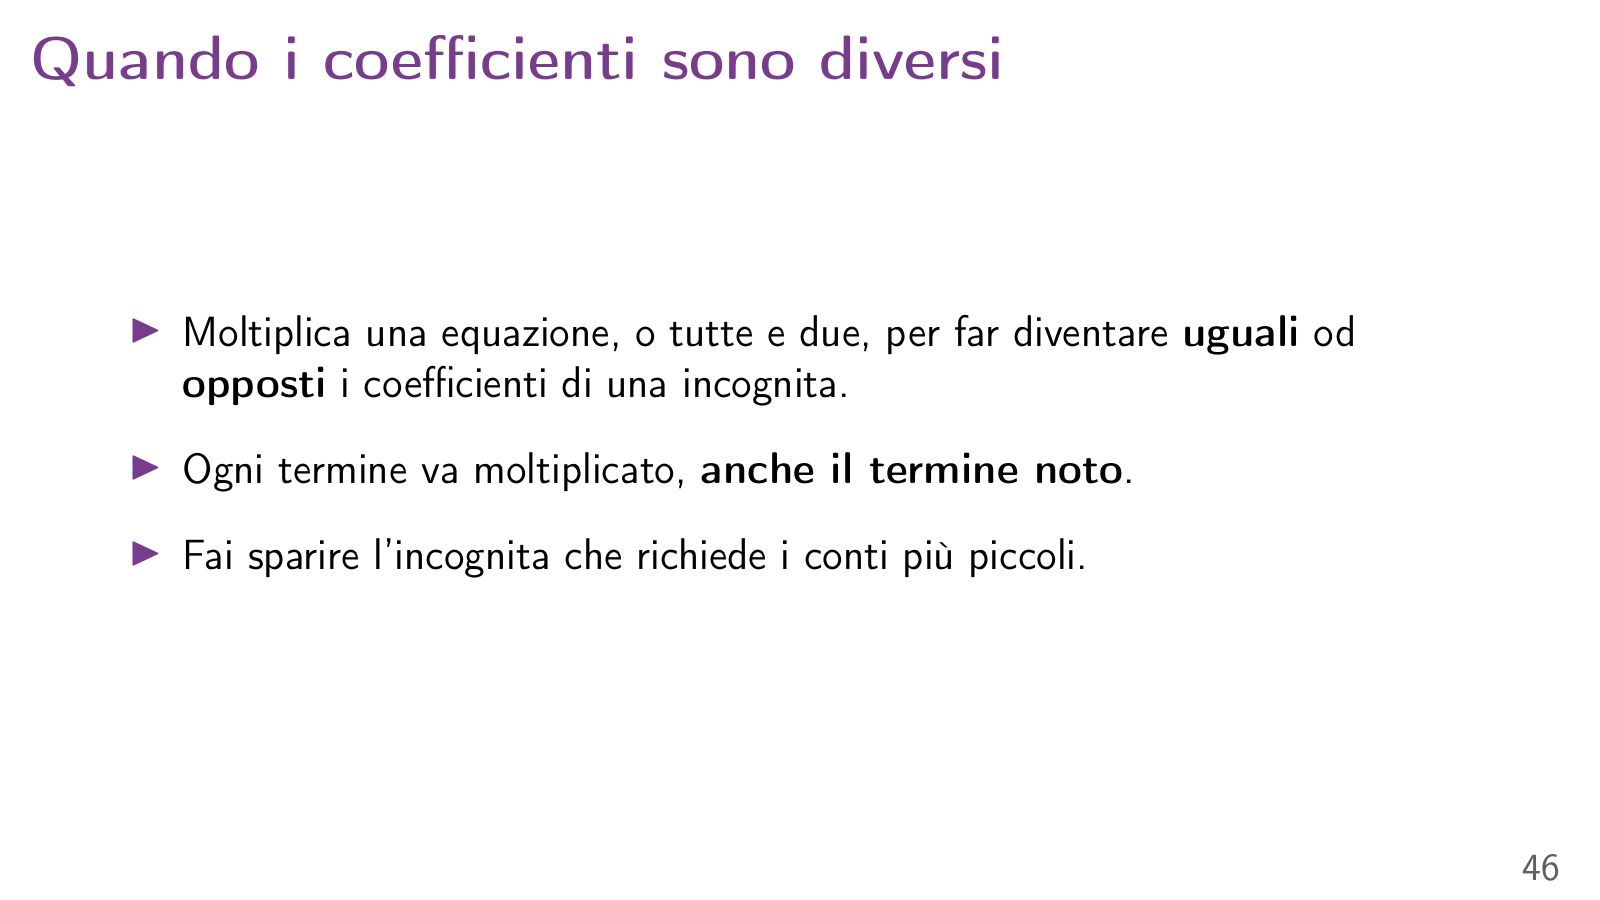 Quando i coefficienti sono diversi
▶ Moltiplica una equazione, o tutte e due, per far diventare uguali od
opposti i coefficienti di una incognita.
▶ Ogni termine va moltiplicato, anche il termine noto.
▶ Fai sparire l'incognita che richiede i conti più piccoli.
46